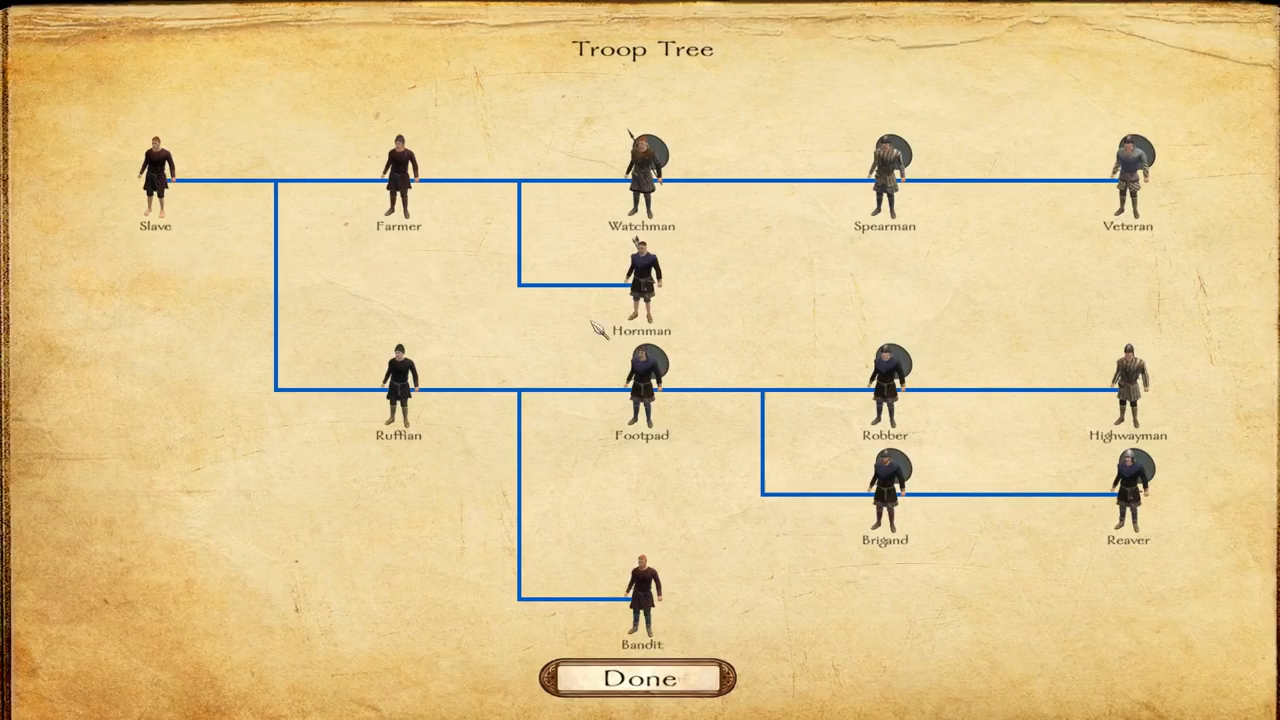 Troop Tree
Slave
Farmer
Watchman
Spearman
Veteran
Hornman
Ruffian
Footpad
Robber
Highwayman
Brigand
Reaver
Bandit
Done